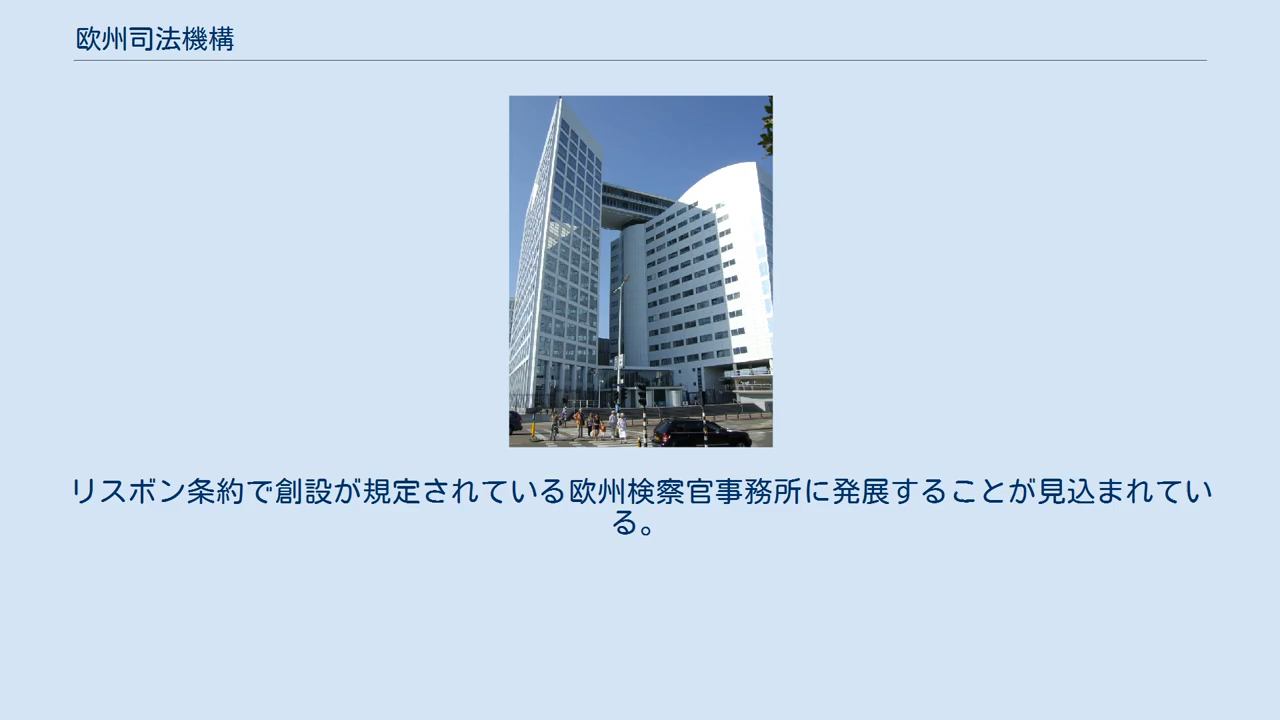 欧州司法機構
リスボン条約で創設が規定されている欧州検察官事務所に発展することが見込まれてい
る。